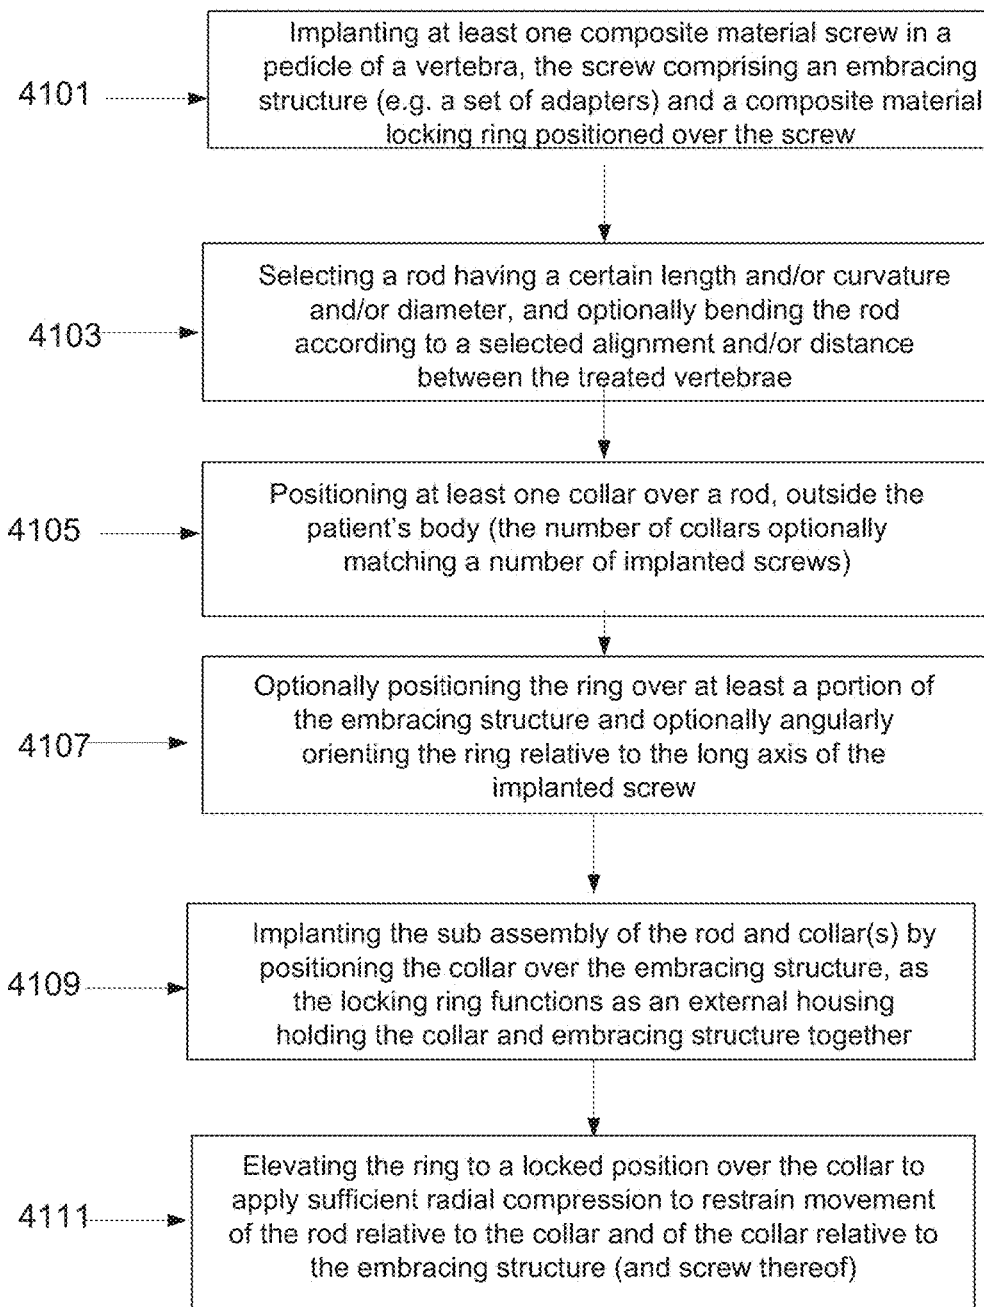 Implanting at least one composite material screw in a
pedicle of a vertebra, the screw comprising an embracing
4101
structure (e.g. a set of adapters) and a composite material
locking ring positioned over the screw
Selecting a rod having a certain length and/or curvature
and/or diameter, and optionally bending the rod
4103
according to a selected alignment and/or distance
between the treated vertebrae
Positioning at least one collar over a rod, outside the
4105
patient's body (the number of collars optionally
matching a number of implanted screws)
Optionally positioning the ring over at least a portion of
the embracing structure and optionally angularly
4107
orienting the ring relative to the long axis of the
implanted screw
Implanting the sub assembly of the rod and collar(s) by
positioning the collar over the embracing structure, as
4109
the locking ring functions as an external housing
holding the collar and embracing structure together
Elevating the ring to a locked position over the collar to
apply sufficient radial compression to restrain movement
4111
of the rod relative to the collar and of the collar relative to
the embracing structure (and screw thereof)